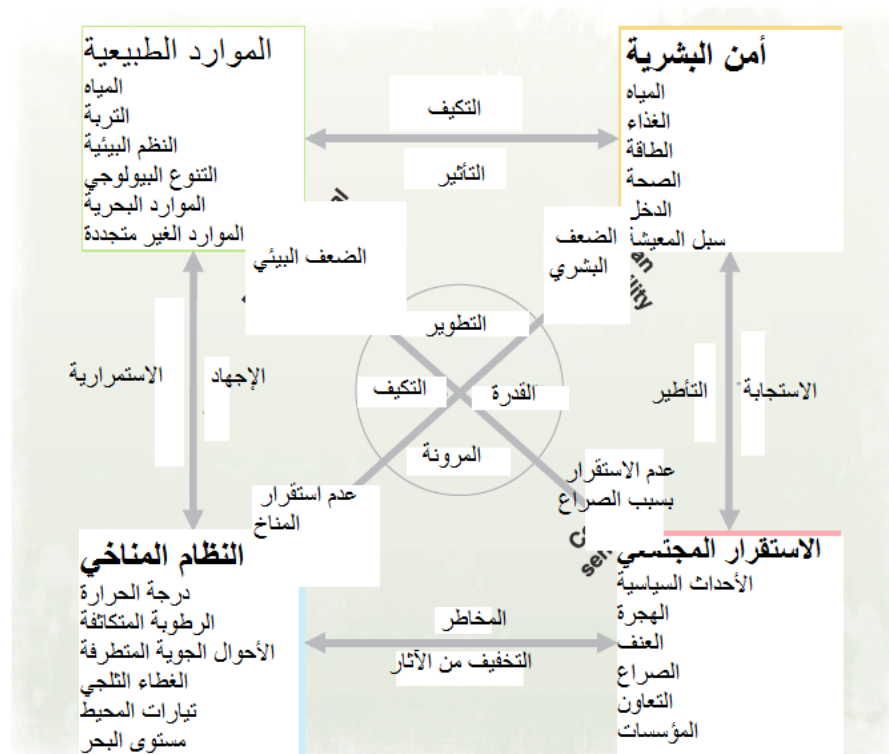 أمن البشرية
المياه
الغذاء
الطاقة
الصحة
الدخل
سبل المعيشة
الموارد الطبيعية
المياه
التربة
النظم البيئية
التنوع البيولوجي
الموارد البحرية
الموارد الغير متجددة
التكيف
التأثير
الضعف
البشري
الضعف البيئي
التطوير
القدرة
التكيف
المرونة
الاستجابة
التأطير
الإجهاد
الاستمرارية
عدم الاستقرار
بسبب الصراع
عدم استقرار
المناخ
الاستقرار المجتمعي
الأحداث السياسية
الهجرة
العنف
الصراع
التعاون
المؤسسات
المخاطر
التخفيف من الآثار
النظام المناخي
درجة الحرارة
الرطوبة المتكاثفة
الأحوال الجوية المتطرفة
الغطاء الثلجي
تيارات المحيط
مستوى البحر